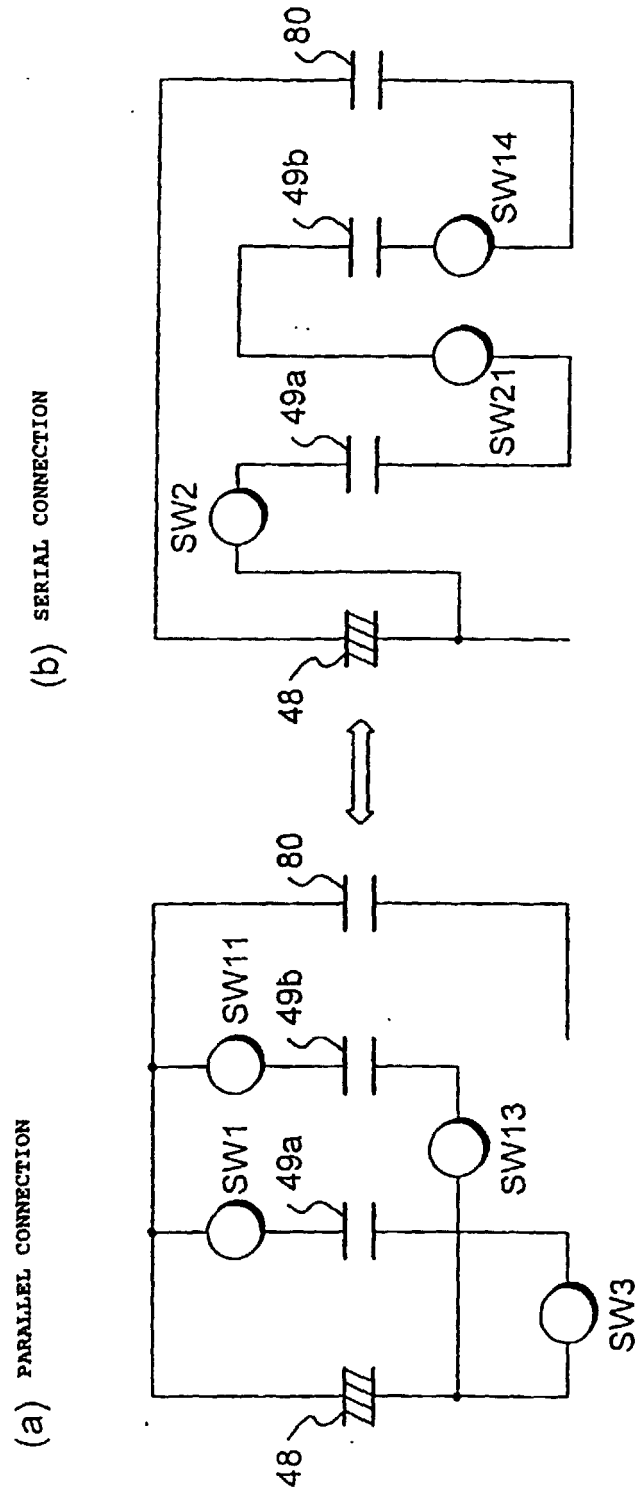 (a) PARALLEL CONNECTION
SW1
SW11
80
48
49a
49b
SW13
SW3
(b) SERIAL CONNECTION
SW2
49a
49b
80
48
SW21
SW14